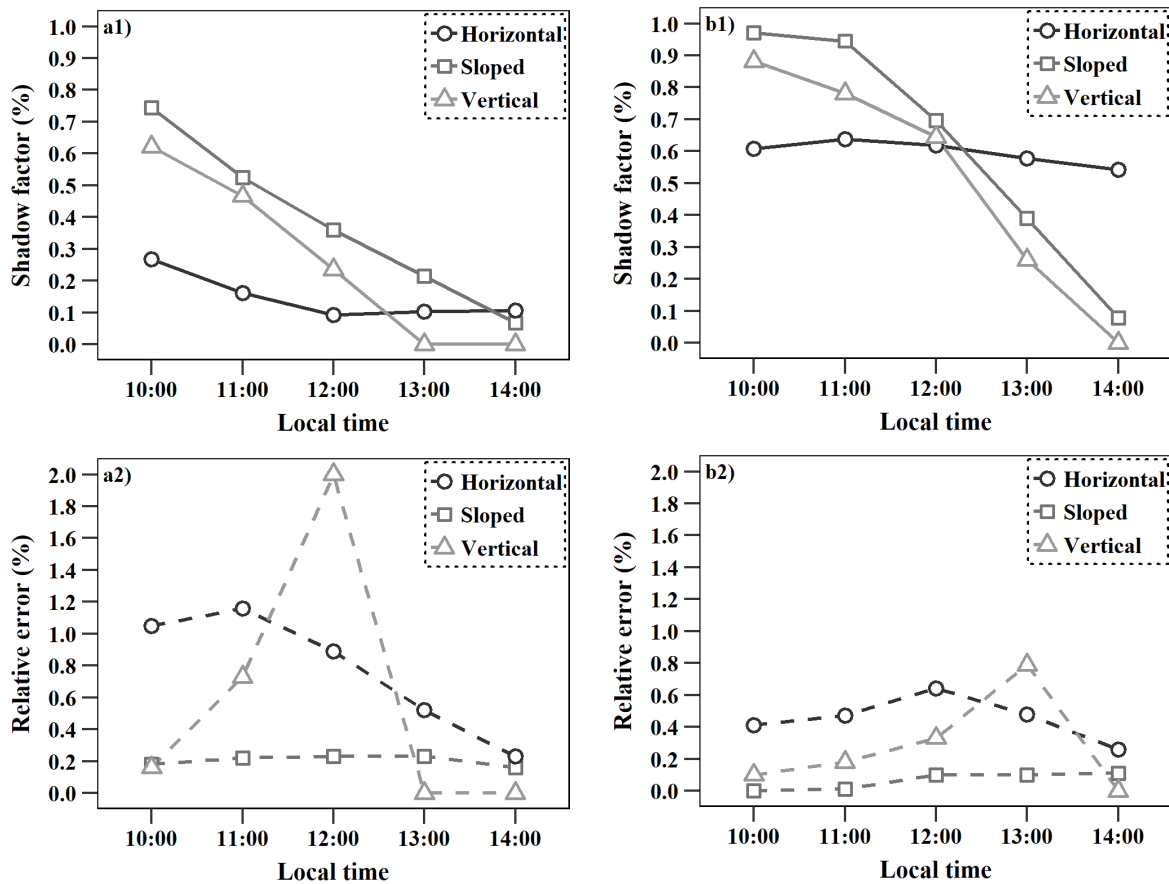 a1)
Horizontal
Sloped
Vertical
Shadow factor (%)
1.0
0.9
0.8
0.7
0.6
0.5
0.4
0.3
0.2
0.1
0.0
10:00 11:00 12:00 13:00 14:00
Local time
b1)
Horizontal
Sloped
Vertical
Shadow factor (%)
1.0
0.9
0.8
0.7
0.6
0.5
0.4
0.3
0.2
0.1
0.0
10:00 11:00 12:00 13:00 14:00
Local time
a2)
Horizontal
Sloped
Vertical
Relative error (%)
2.0
1.8
1.6
1.4
1.2
1.0
0.8
0.6
0.4
0.2
0.0
10:00 11:00 12:00 13:00 14:00
Local time
b2)
Horizontal
Sloped
Vertical
Relative error (%)
2.0
1.8
1.6
1.4
1.2
1.0
0.8
0.6
0.4
0.2
0.0
10:00 11:00 12:00 13:00 14:00
Local time